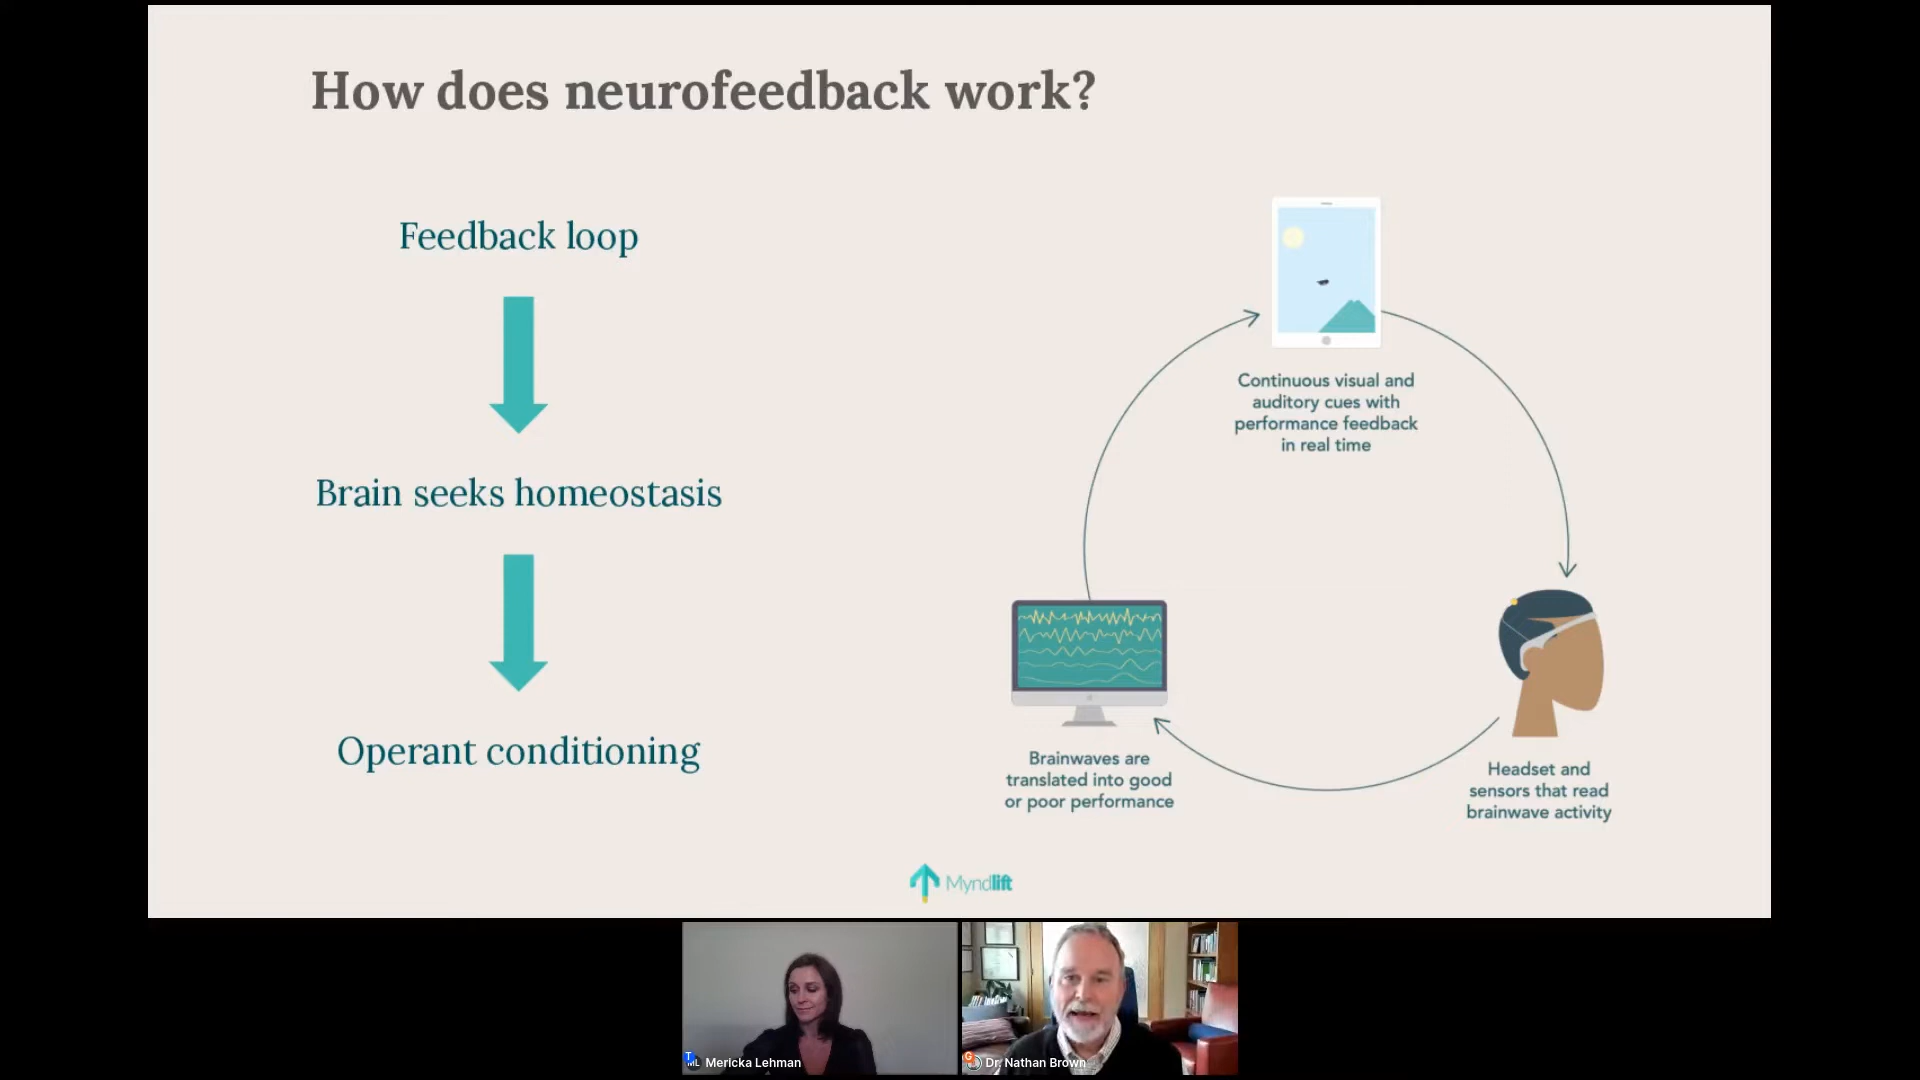 How does neurofeedback work?
Feedback loop
Brain seeks homeostasis
Operant conditioning
Continuous visual and
auditory cues with
performance feedback
in real time
Brainwaves are
translated into good
or poor performance
Headset and
sensors that read
brainwave activity
Myndlift
T
ML
Mericka Lehman
G
Dr. Nathan Brown